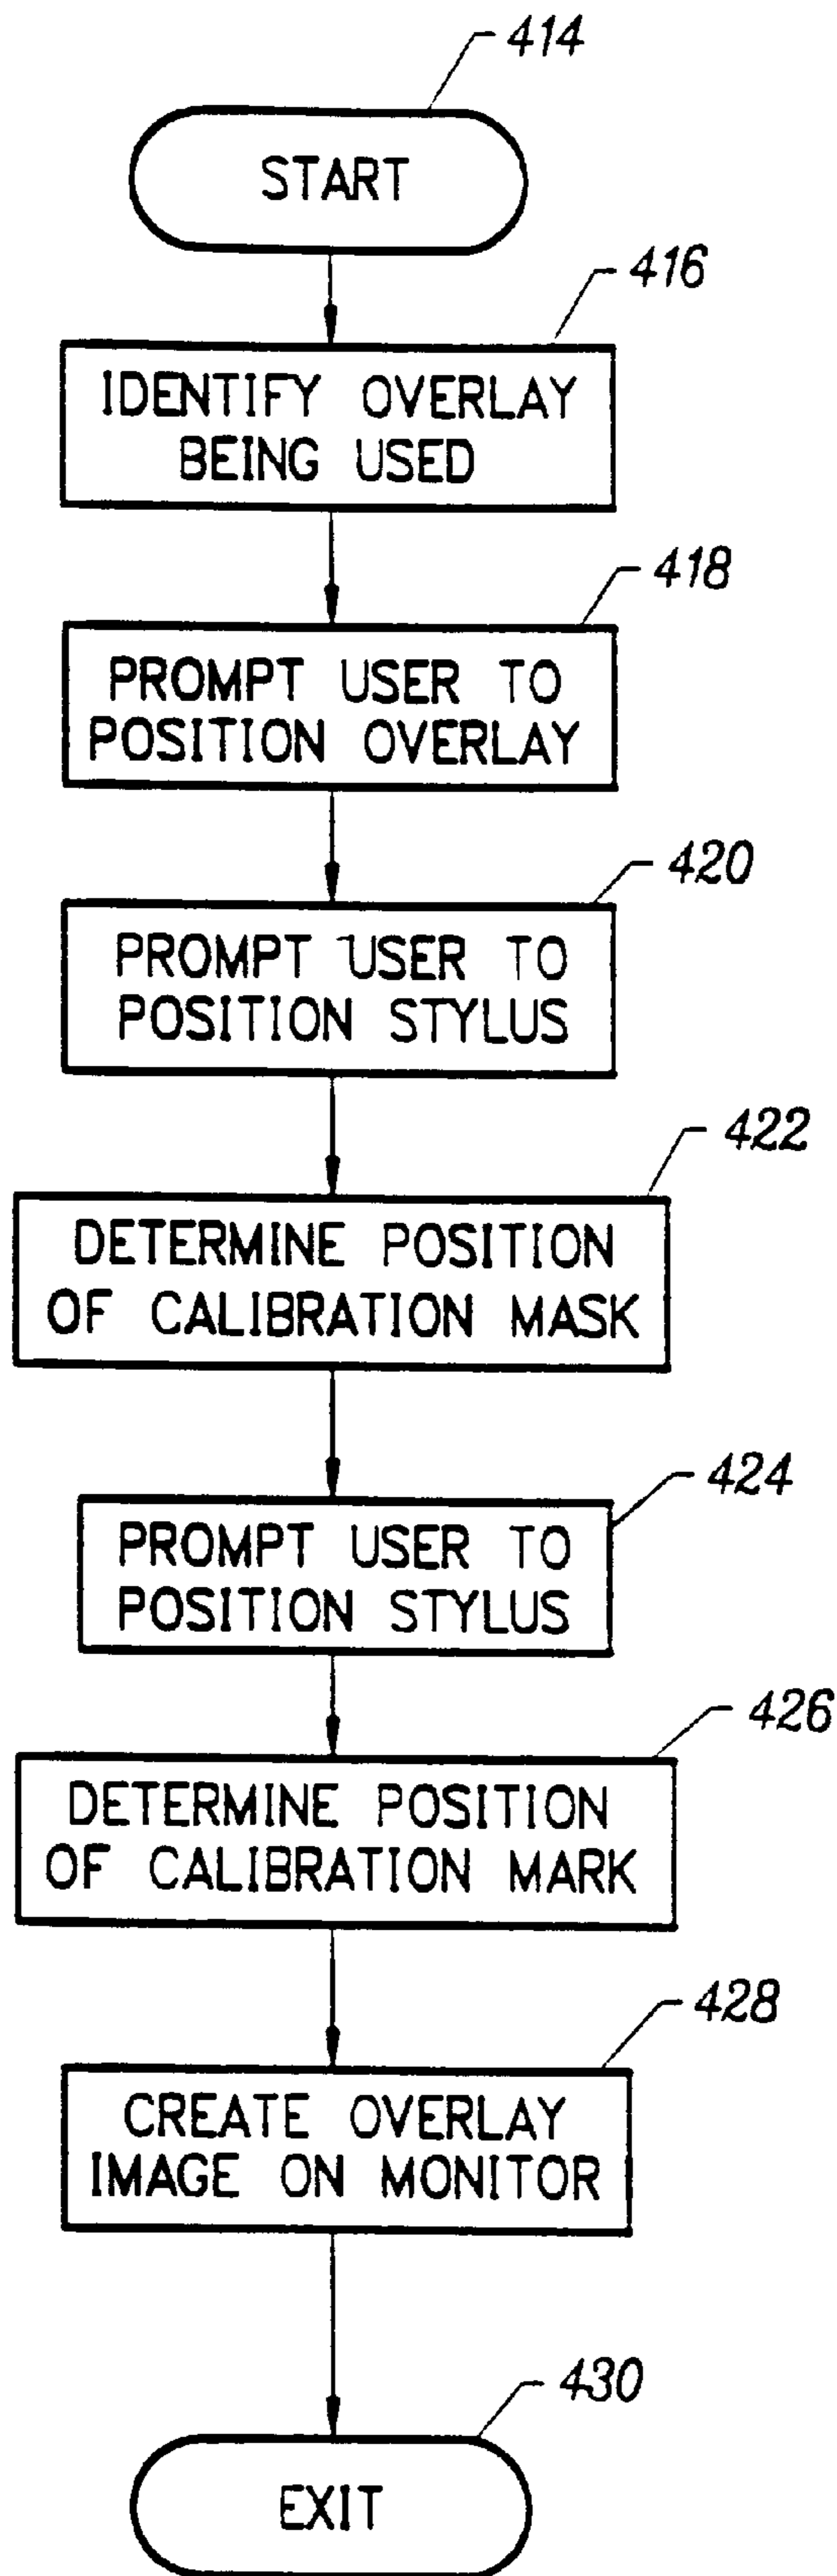 414
START
416
IDENTIFY OVERLAY
BEING USED
418
PROMPT USER TO
POSITION OVERLAY
420
PROMPT USER TO
POSITION STYLUS
422
DETERMINE POSITION
OF CALIBRATION MASK
424
PROMPT USER TO
POSITION STYLUS
426
DETERMINE POSITION
OF CALIBRATION MARK
428
CREATE OVERLAY
IMAGE ON MONITOR
430
EXIT